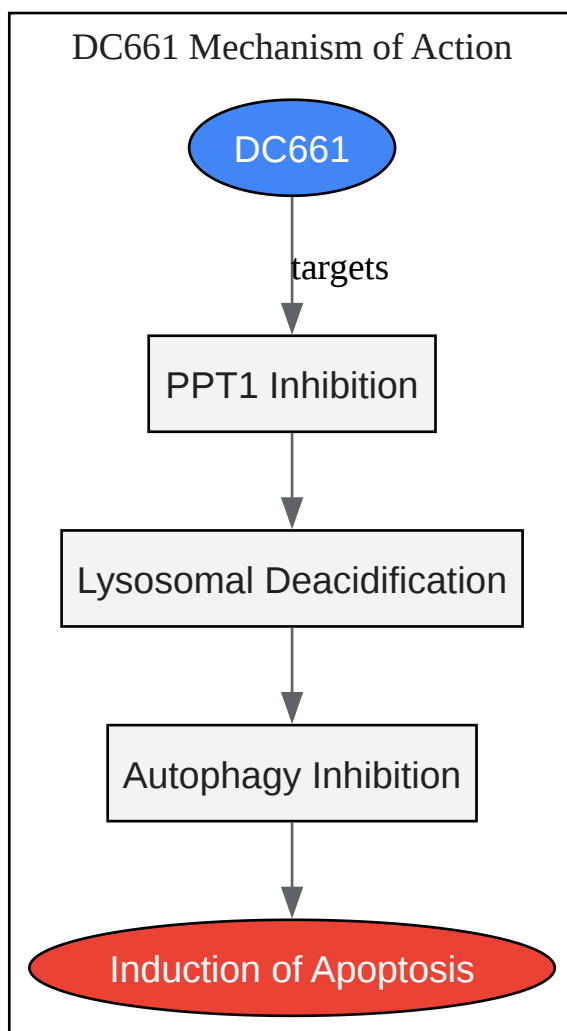 DC661 Mechanism of Action
DC661
targets
PPT1 Inhibition
Lysosomal Deacidification
Autophagy Inhibition
Induction of Apoptosis